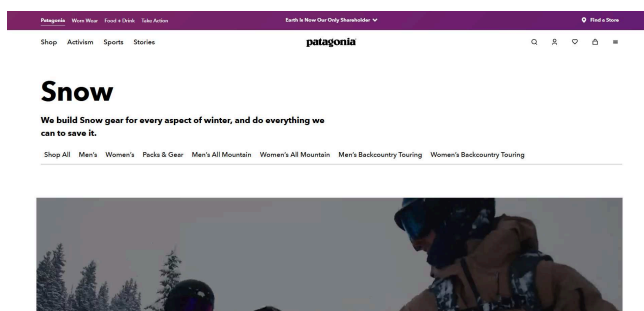 Patagonia Worn Wear Food + Drink Take Action Earth Is Now Our Only Shareholder Find a Store
Shop Activism Sports Stories patagonia
Snow
We build Snow gear for every aspect of winter, and do everything we
can to save it.
Shop All Men's Women's Packs & Gear Men's All Mountain Women's All Mountain Men's Backcountry Touring Women's Backcountry Touring